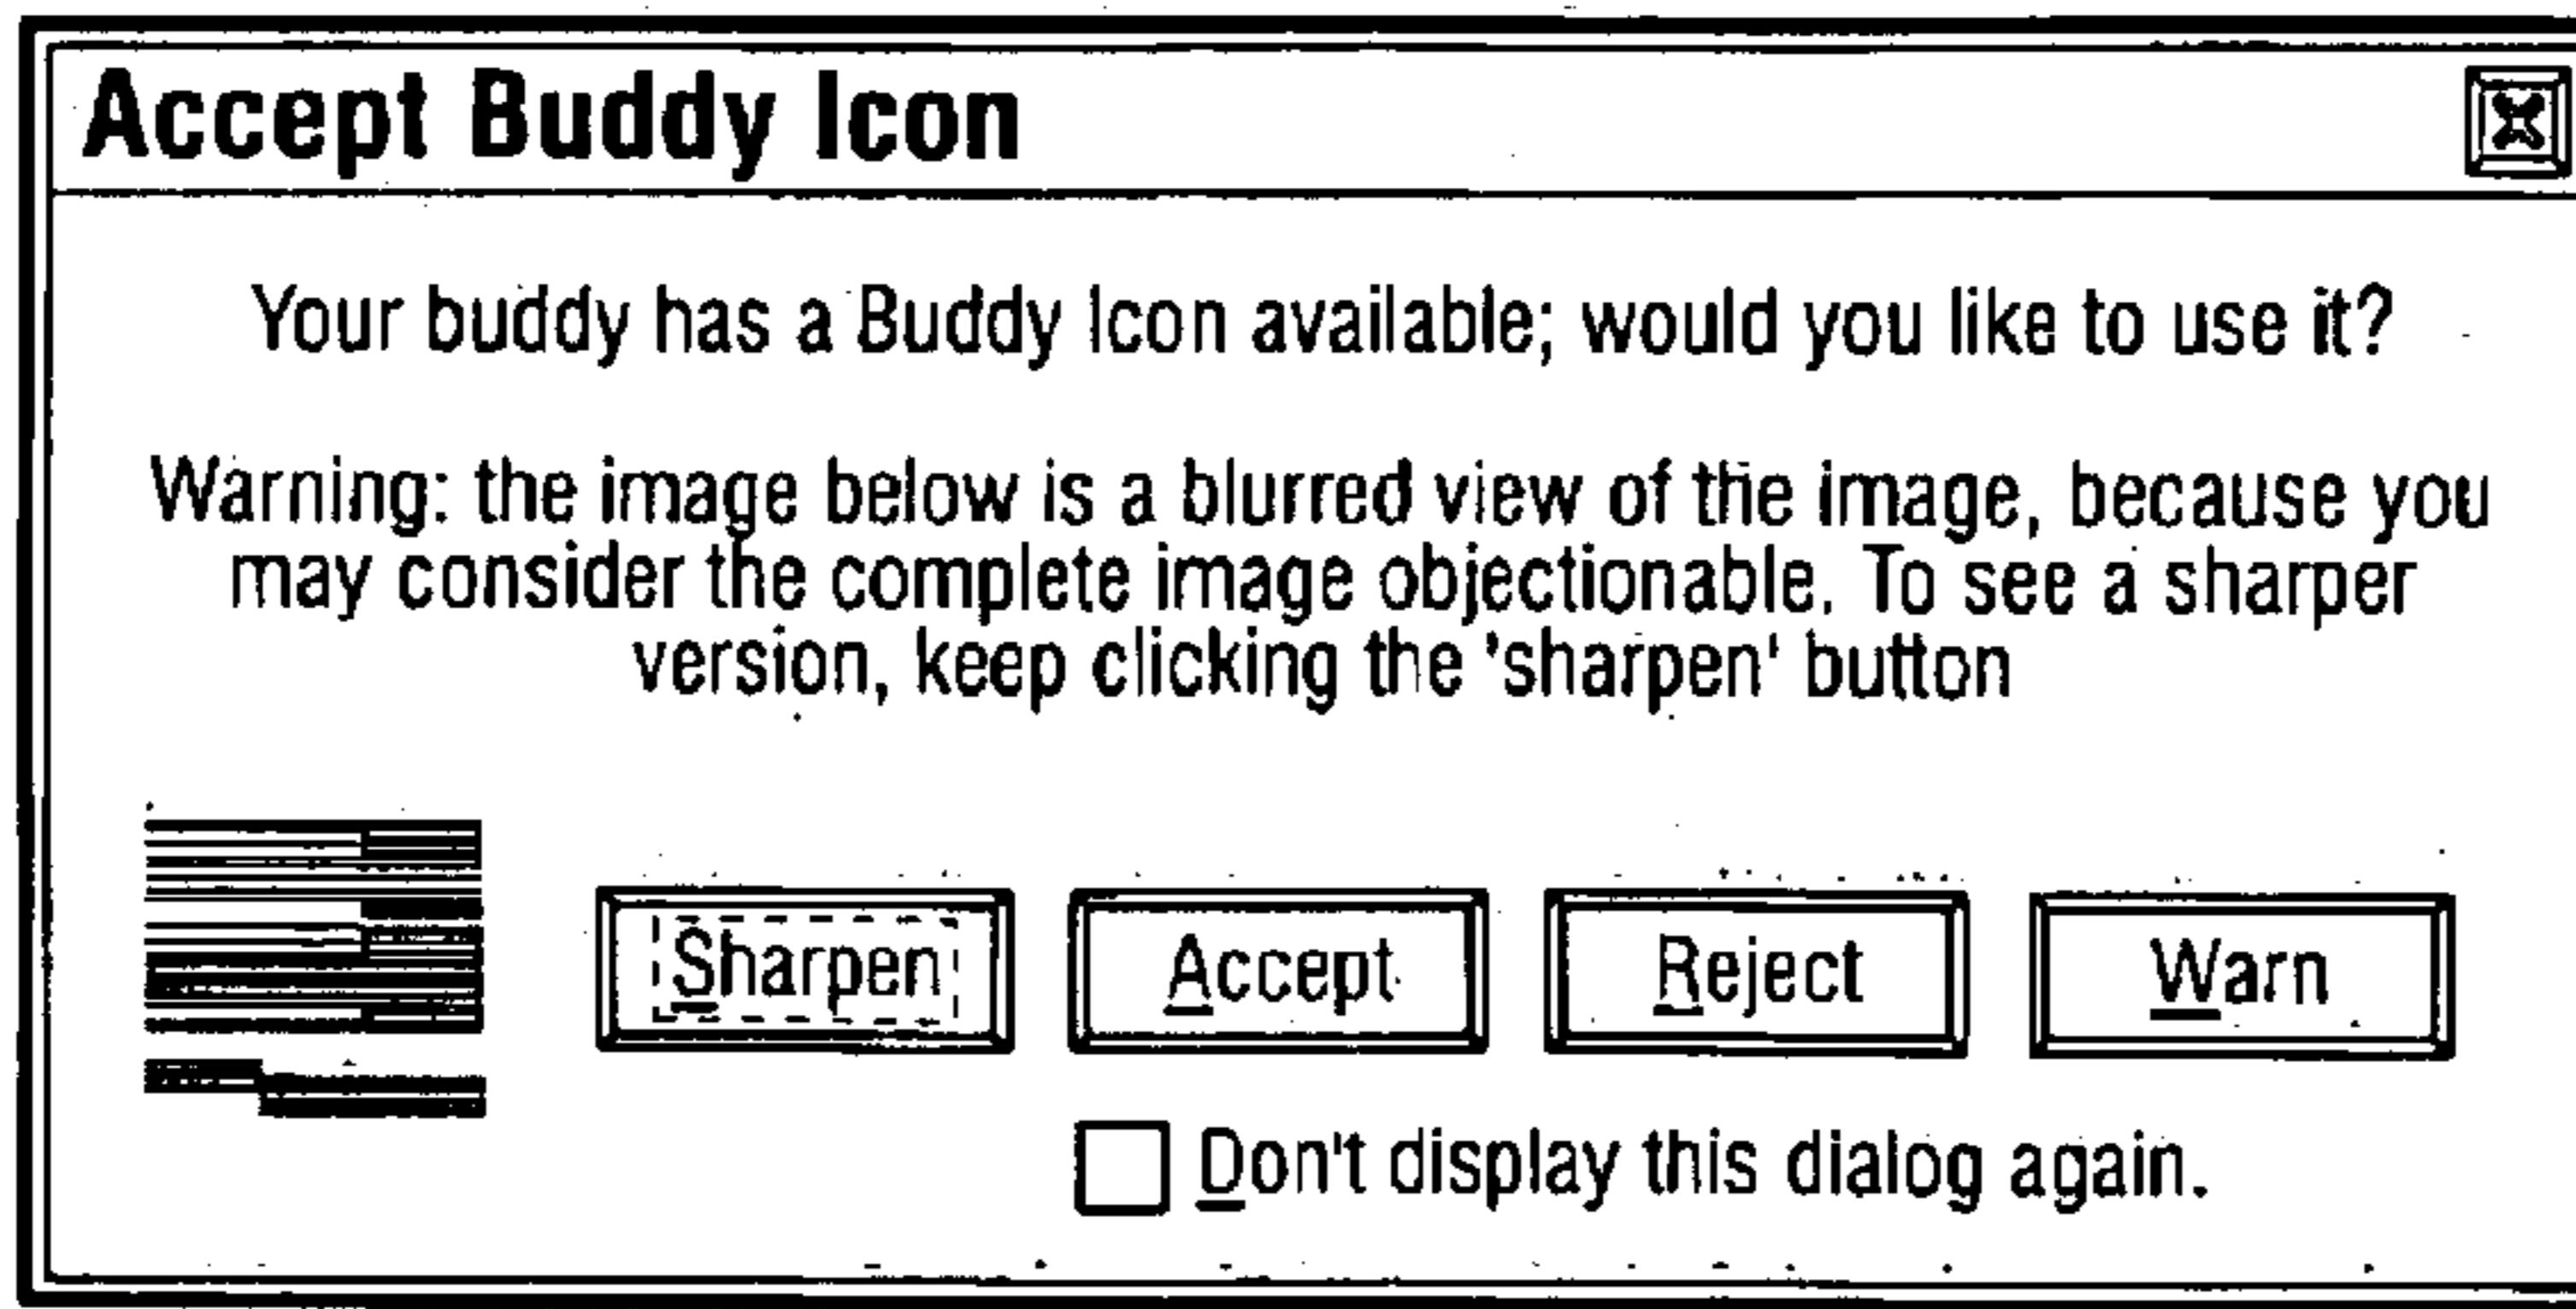 Accept Buddy Icon
Your buddy has a Buddy Icon available; would you like to use it?
Warning: the image below is a blurred view of the image, because you
may consider the complete image objectionable. To see a sharper
version, keep clicking the 'sharpen' button
Sharpen Accept Reject Warn
Don't display this dialog again.